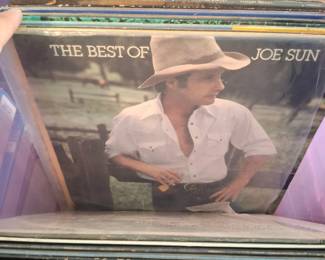 THE BEST OF JOE SUN